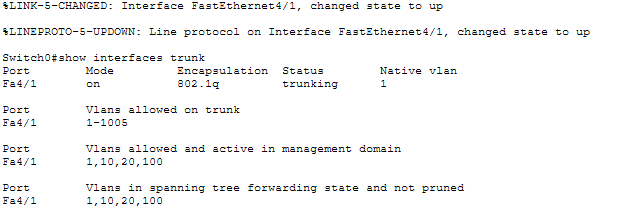 %LINK-5-CHANGED: Interface FastEthernet4/1, changed state to up
%LINEPROTO-5-UPDOWN: Line protocol on Interface FastEthernet4/1, changed state to up
Switch0#show interfaces trunk
Port Mode Encapsulation Status Native vlan
Fa4/1 on 802.1q trunking 1
Port Vlans allowed on trunk
Fa4/1 1-1005
Port Vlans allowed and active in management domain
Fa4/1 1,10,20,100
Port Vlans in spanning tree forwarding state and not pruned
Fa4/1 1,10,20,100